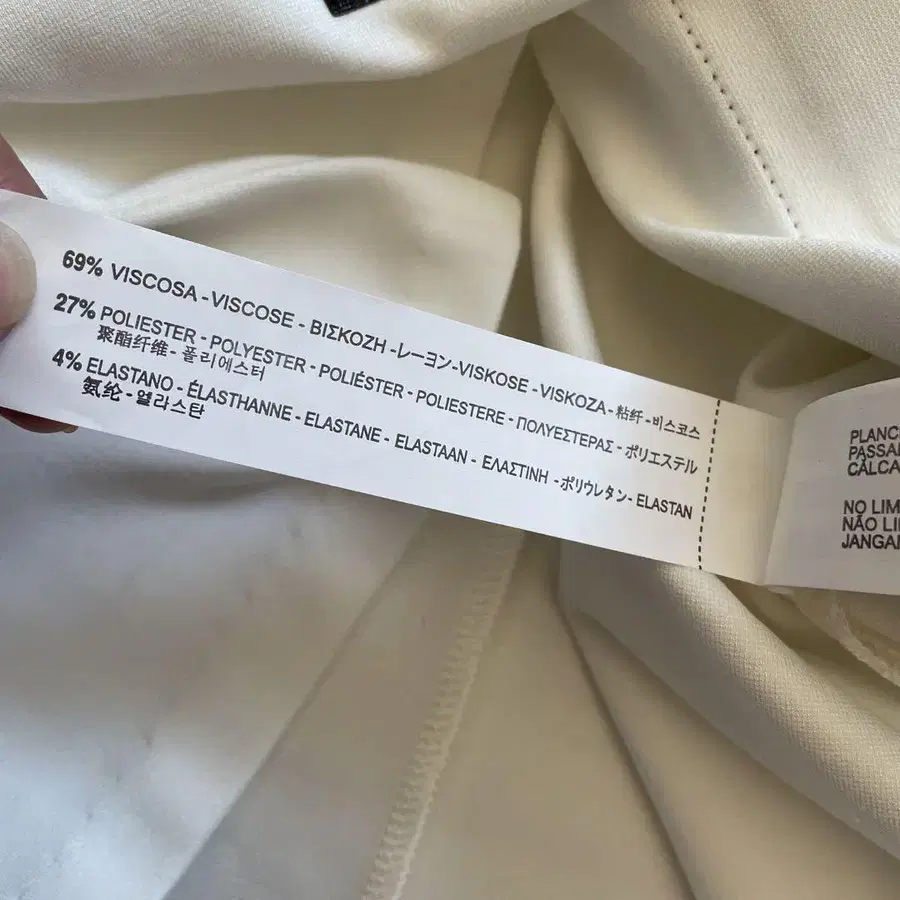 69% VISCOSA - VISCOSE - ΒΙΣΚΟΖΗ - レーヨン - VISKOSE - VISKOZA - 粘纤 - 비스코스
27% POLIESTER - POLYESTER - POLIÉSTER - POLIESTERE - ΠΟΛΥΕΣΤΕΡΑΣ - ポリエステル
聚酯纤维 - 폴리에스터
4% ELASTANO - ÉLASTHANNE - ELASTANE - ELASTAAN - ΕΛΑΣΤΙΝΗ - ポリウレタン - ELASTAN
氨纶 - 엘라스탄
PLANC
PASSA
CALCA
NO LIM
NÃO LI
JANGA